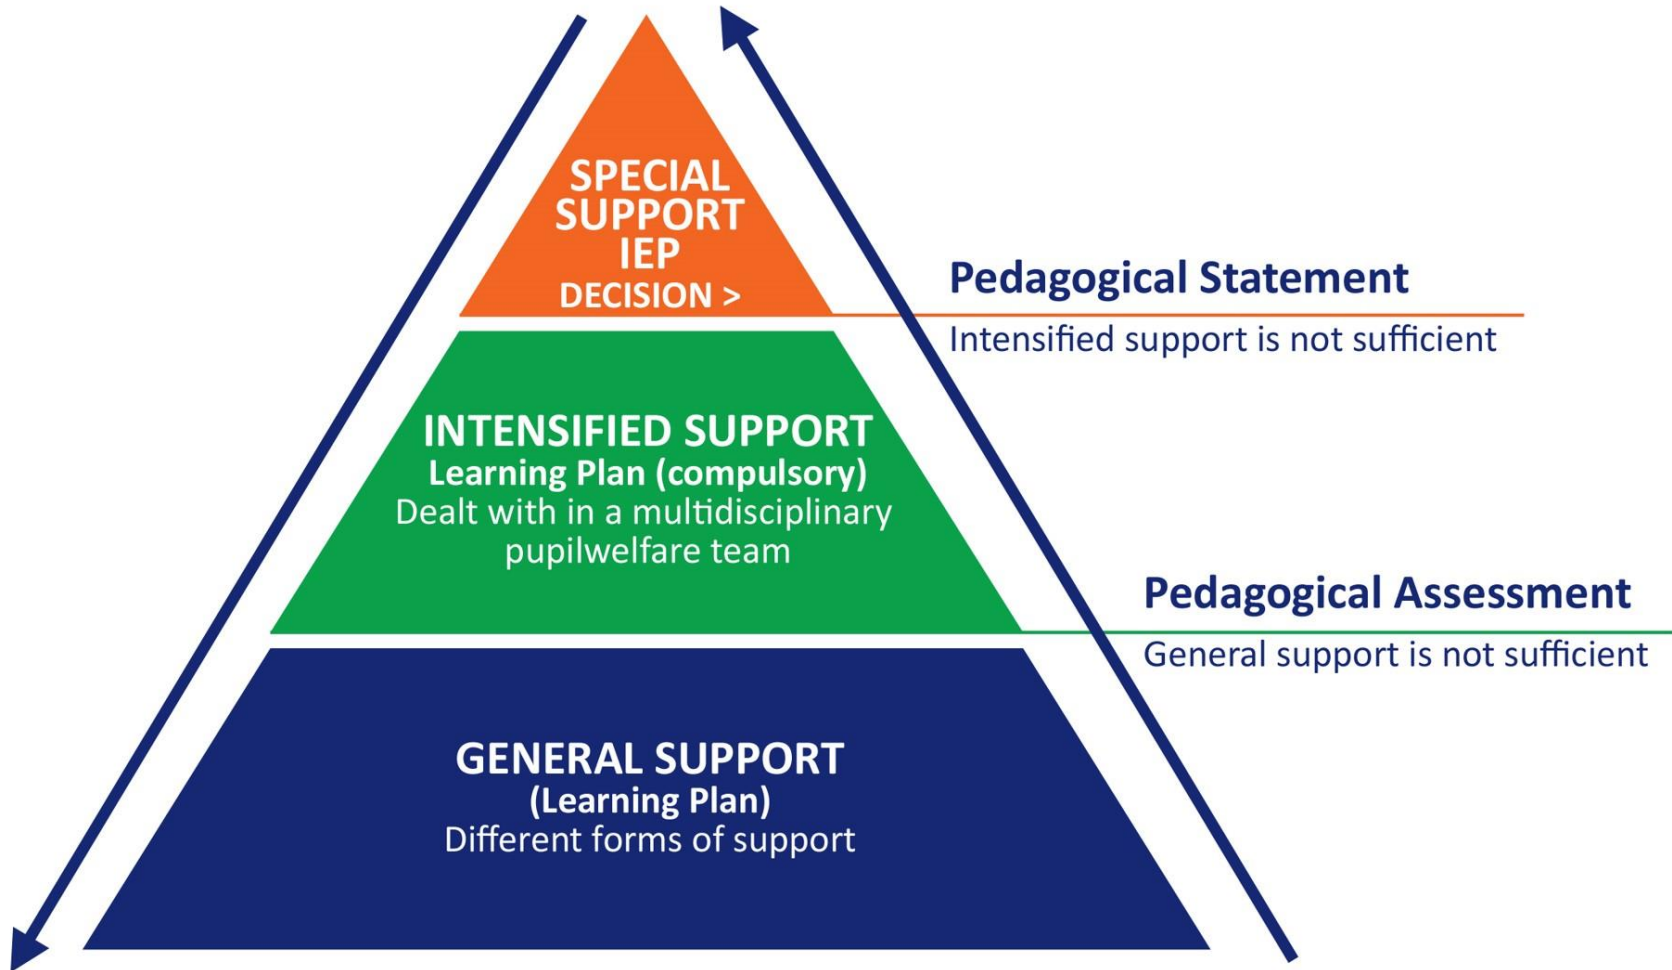 SPECIAL
SUPPORT
IEP
DECISION >
Pedagogical Statement
Intensified support is not sufficient
INTENSIFIED SUPPORT
Learning Plan (compulsory)
Dealt with in a multidisciplinary
pupilwelfare team
Pedagogical Assessment
General support is not sufficient
GENERAL SUPPORT
(Learning Plan)
Different forms of support